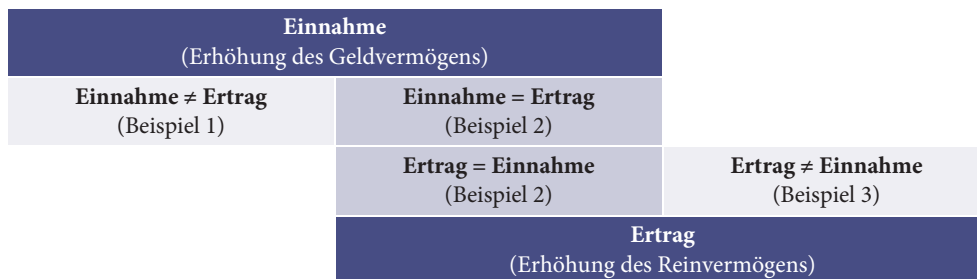 Einnahme
(Erhöhung des Geldvermögens)
Einnahme ≠ Ertrag
(Beispiel 1)
Einnahme = Ertrag
(Beispiel 2)
Ertrag = Einnahme
(Beispiel 2)
Ertrag ≠ Einnahme
(Beispiel 3)
Ertrag
(Erhöhung des Reinvermögens)